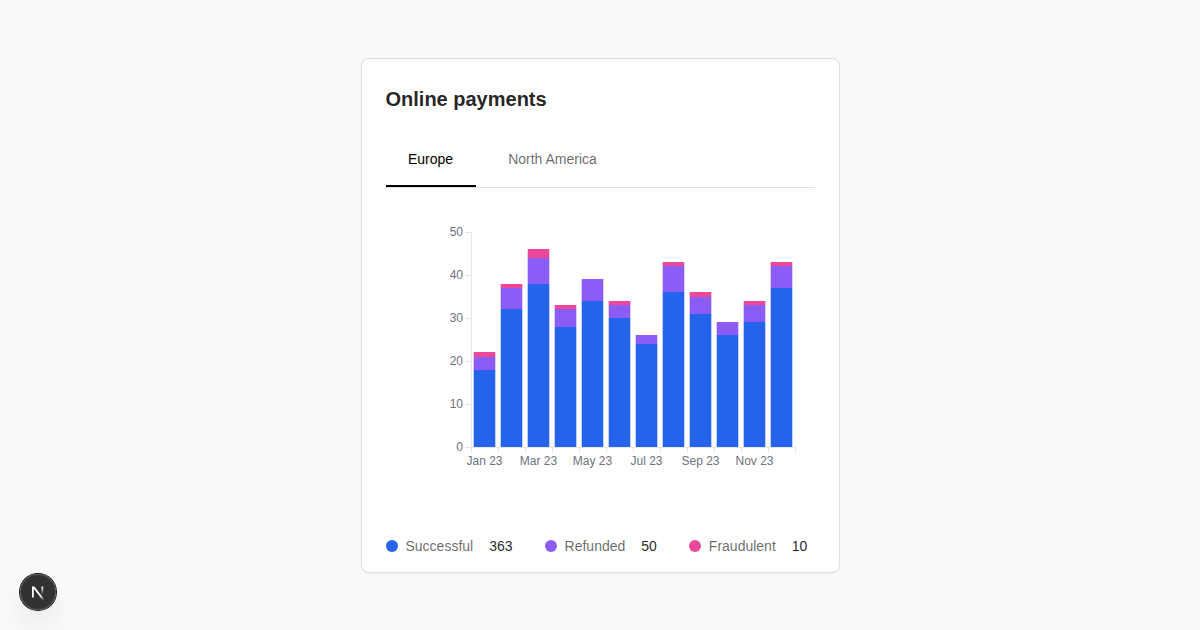 Online payments
Europe North America
50
40
30
20
10
0
Jan 23 Mar 23 May 23 Jul 23 Sep 23 Nov 23
Successful 363 Refunded 50 Fraudulent 10
N